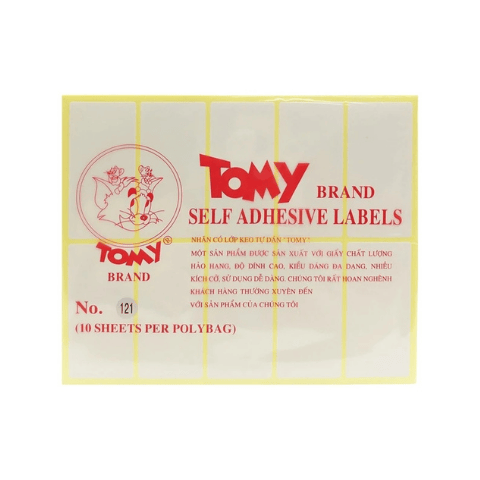 TOMY BRAND
SELF ADHESIVE LABELS
NHÃN CÓ LỚP KEO TỰ DÁN "TOMY"
MỘT SẢN PHẨM ĐƯỢC SẢN XUẤT VỚI GIẤY CHẤT LƯỢNG
HẢO HẠNG, ĐỘ DÍNH CAO, KIỂU DÁNG ĐA DẠNG, NHIỀU
KÍCH CỠ, SỬ DỤNG DỄ DÀNG, CHÚNG TÔI RẤT HOAN NGHÊNH
KHÁCH HÀNG THƯỜNG XUYÊN ĐẾN
VỚI SẢN PHẨM CỦA CHÚNG TÔI
TOMY®
BRAND
No. 121
(10 SHEETS PER POLYBAG)